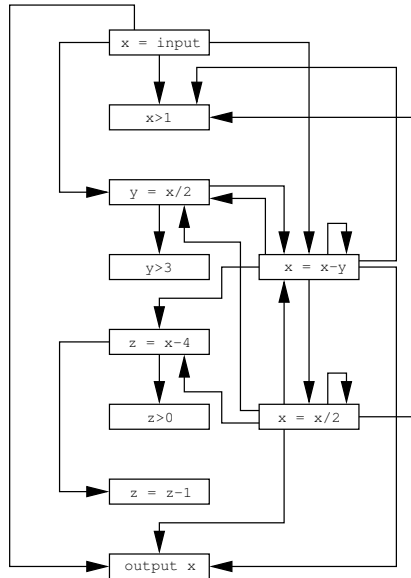 x = input
x>1
y = x/2
y>3
x = x-y
z = x-4
z>0
x = x/2
z = z-1
output x